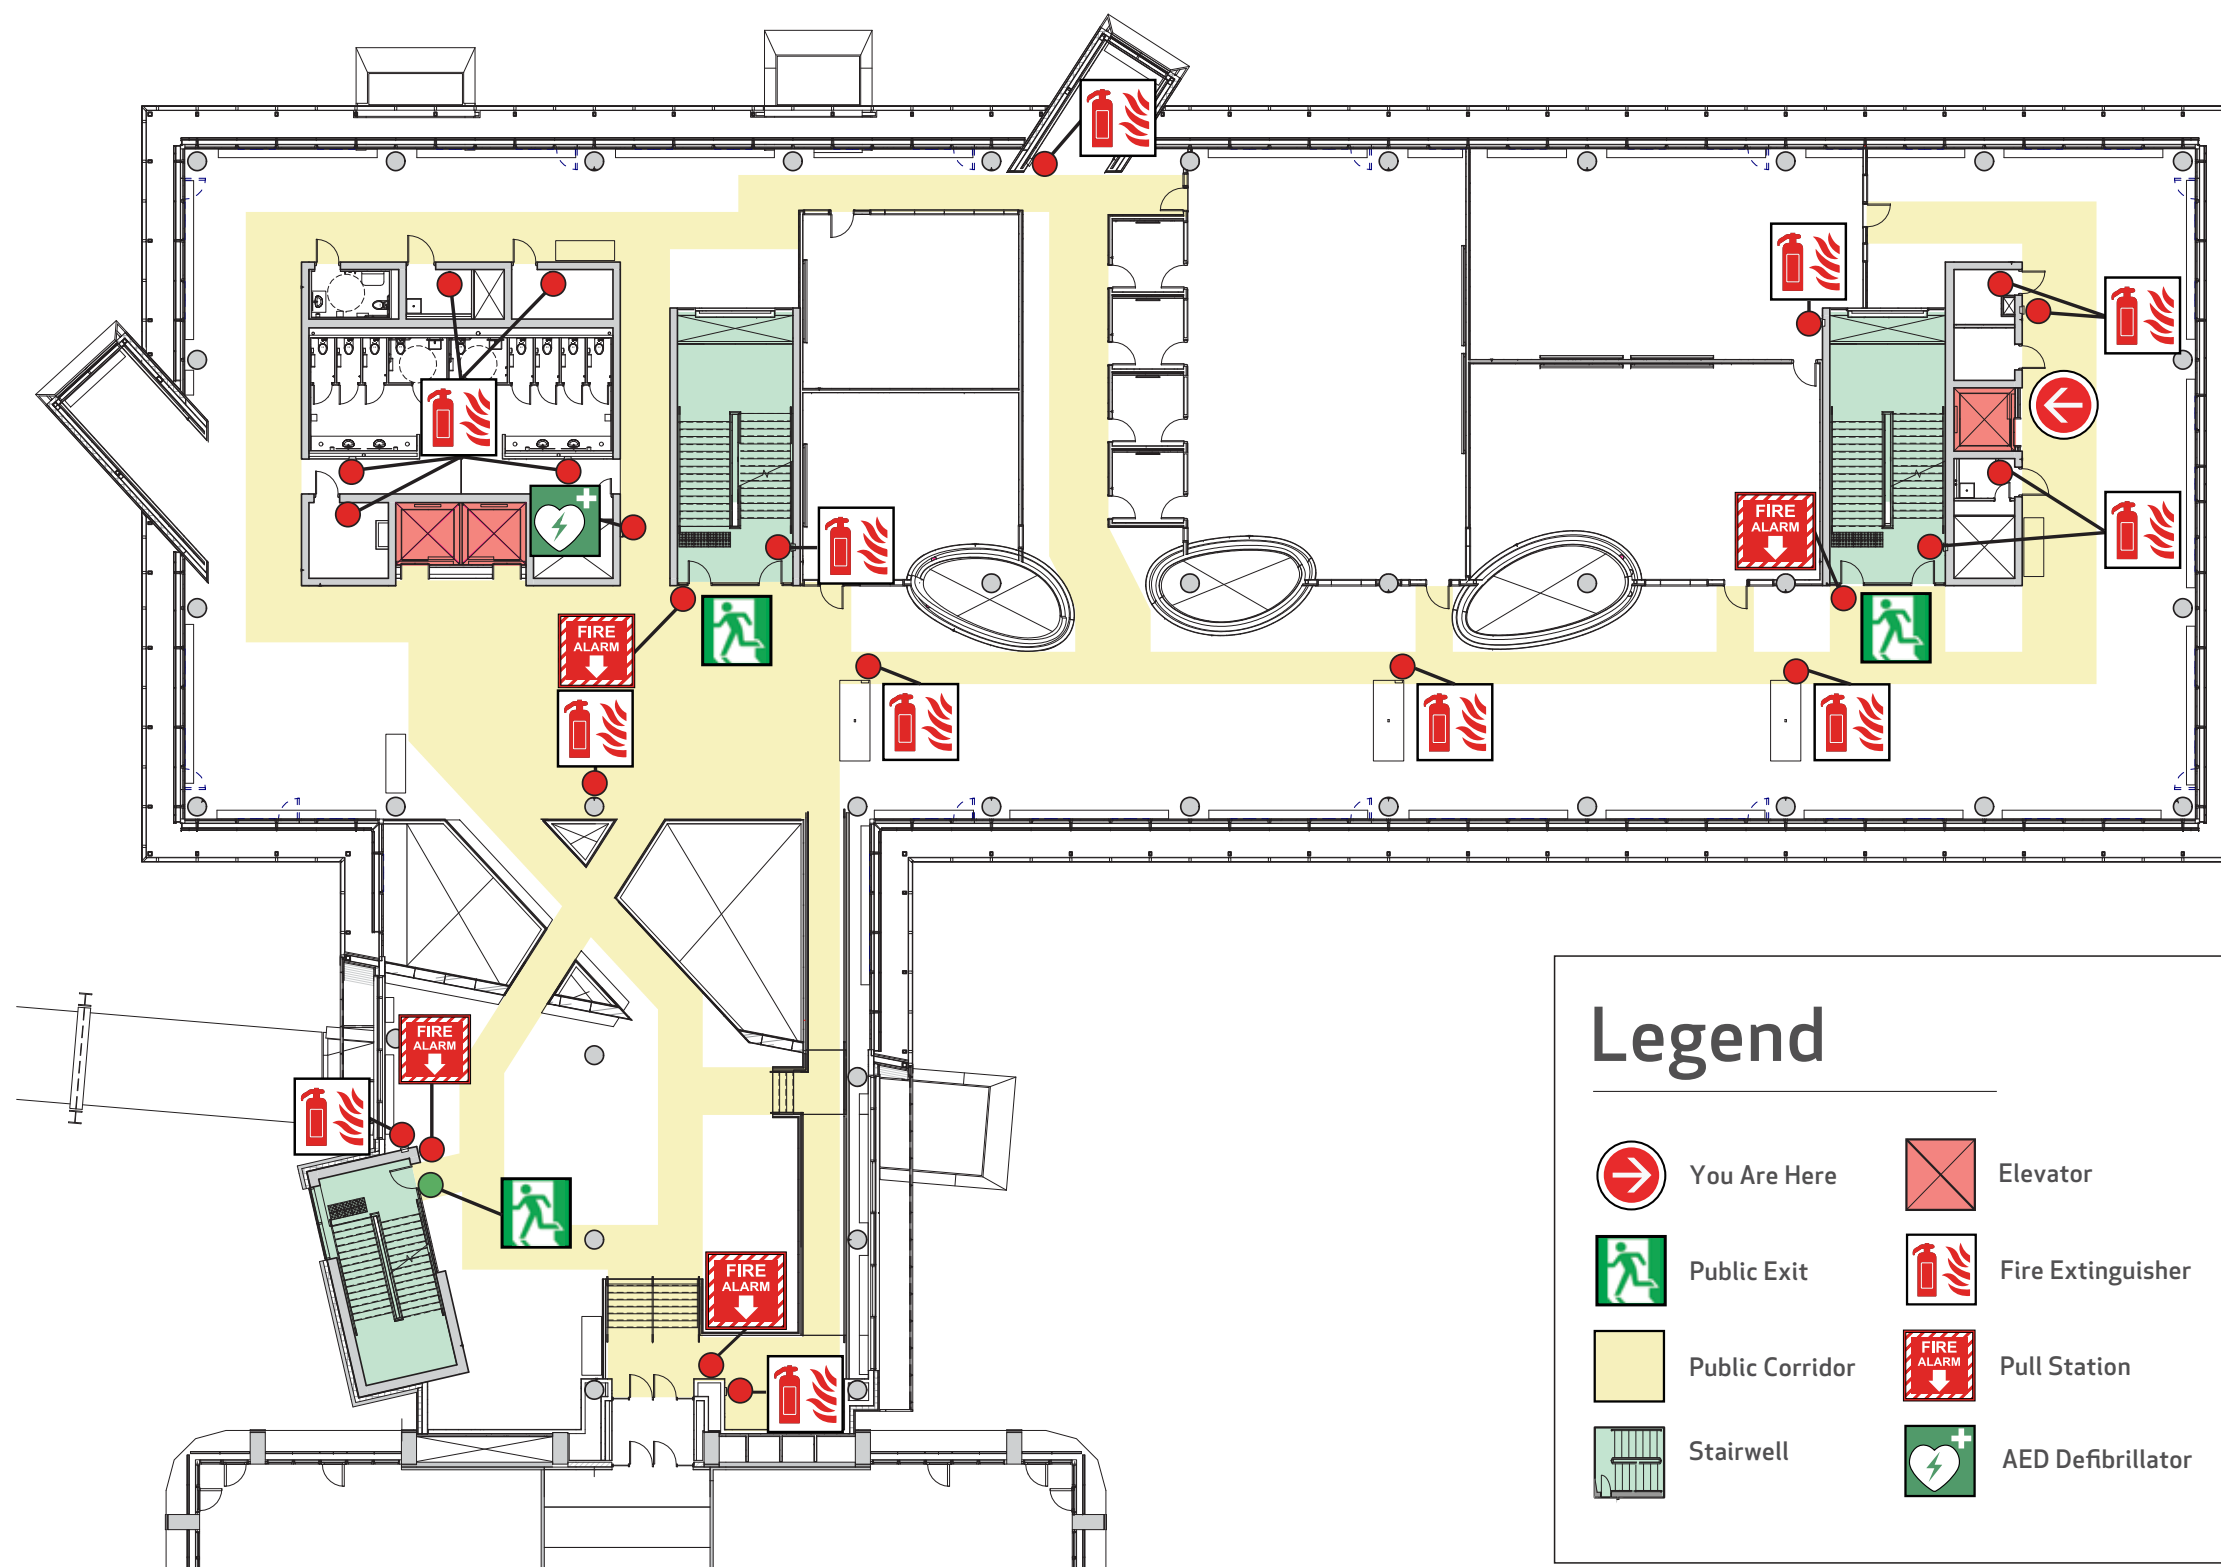 FIRE
ALARM
FIRE
ALARM
FIRE
ALARM
FIRE
ALARM
Legend
You Are Here
Elevator
Public Exit
Fire Extinguisher
Public Corridor
FIRE
ALARM
Pull Station
Stairwell
AED Defibrillator